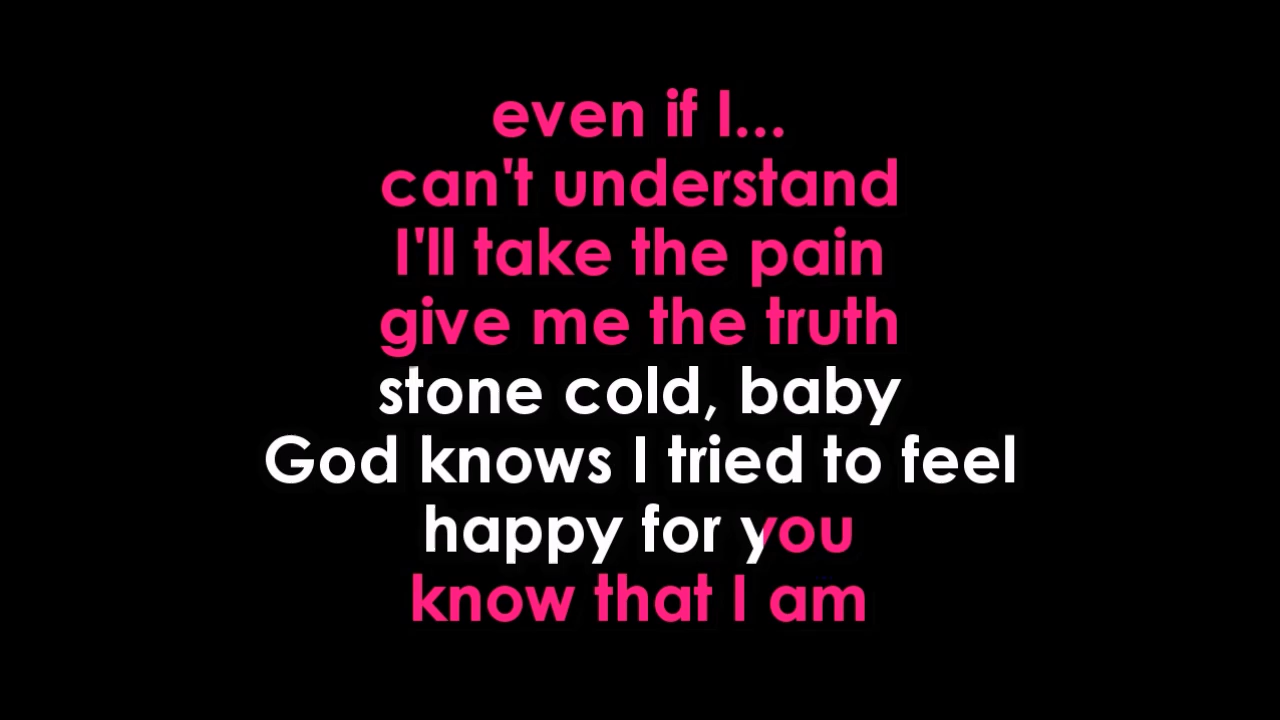 even if I...
can't understand
I'll take the pain
give me the truth
stone cold, baby
God knows I tried to feel
happy for you
know that I am